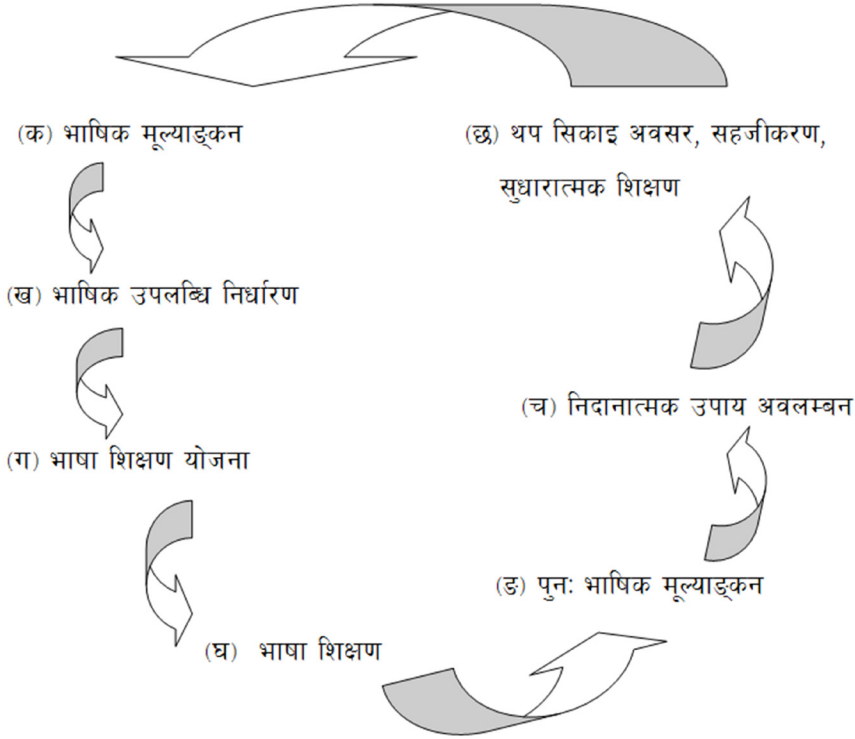 (क) भाषिक मूल्याङ्कन
(छ) थप सिकाइ अवसर, सहजीकरण,
सुधारात्मक शिक्षण
(ख) भाषिक उपलब्धि निर्धारण
(च) निदानात्मक उपाय अवलम्बन
(ग) भाषा शिक्षण योजना
(ङ) पुनः भाषिक मूल्याङ्कन
(घ) भाषा शिक्षण